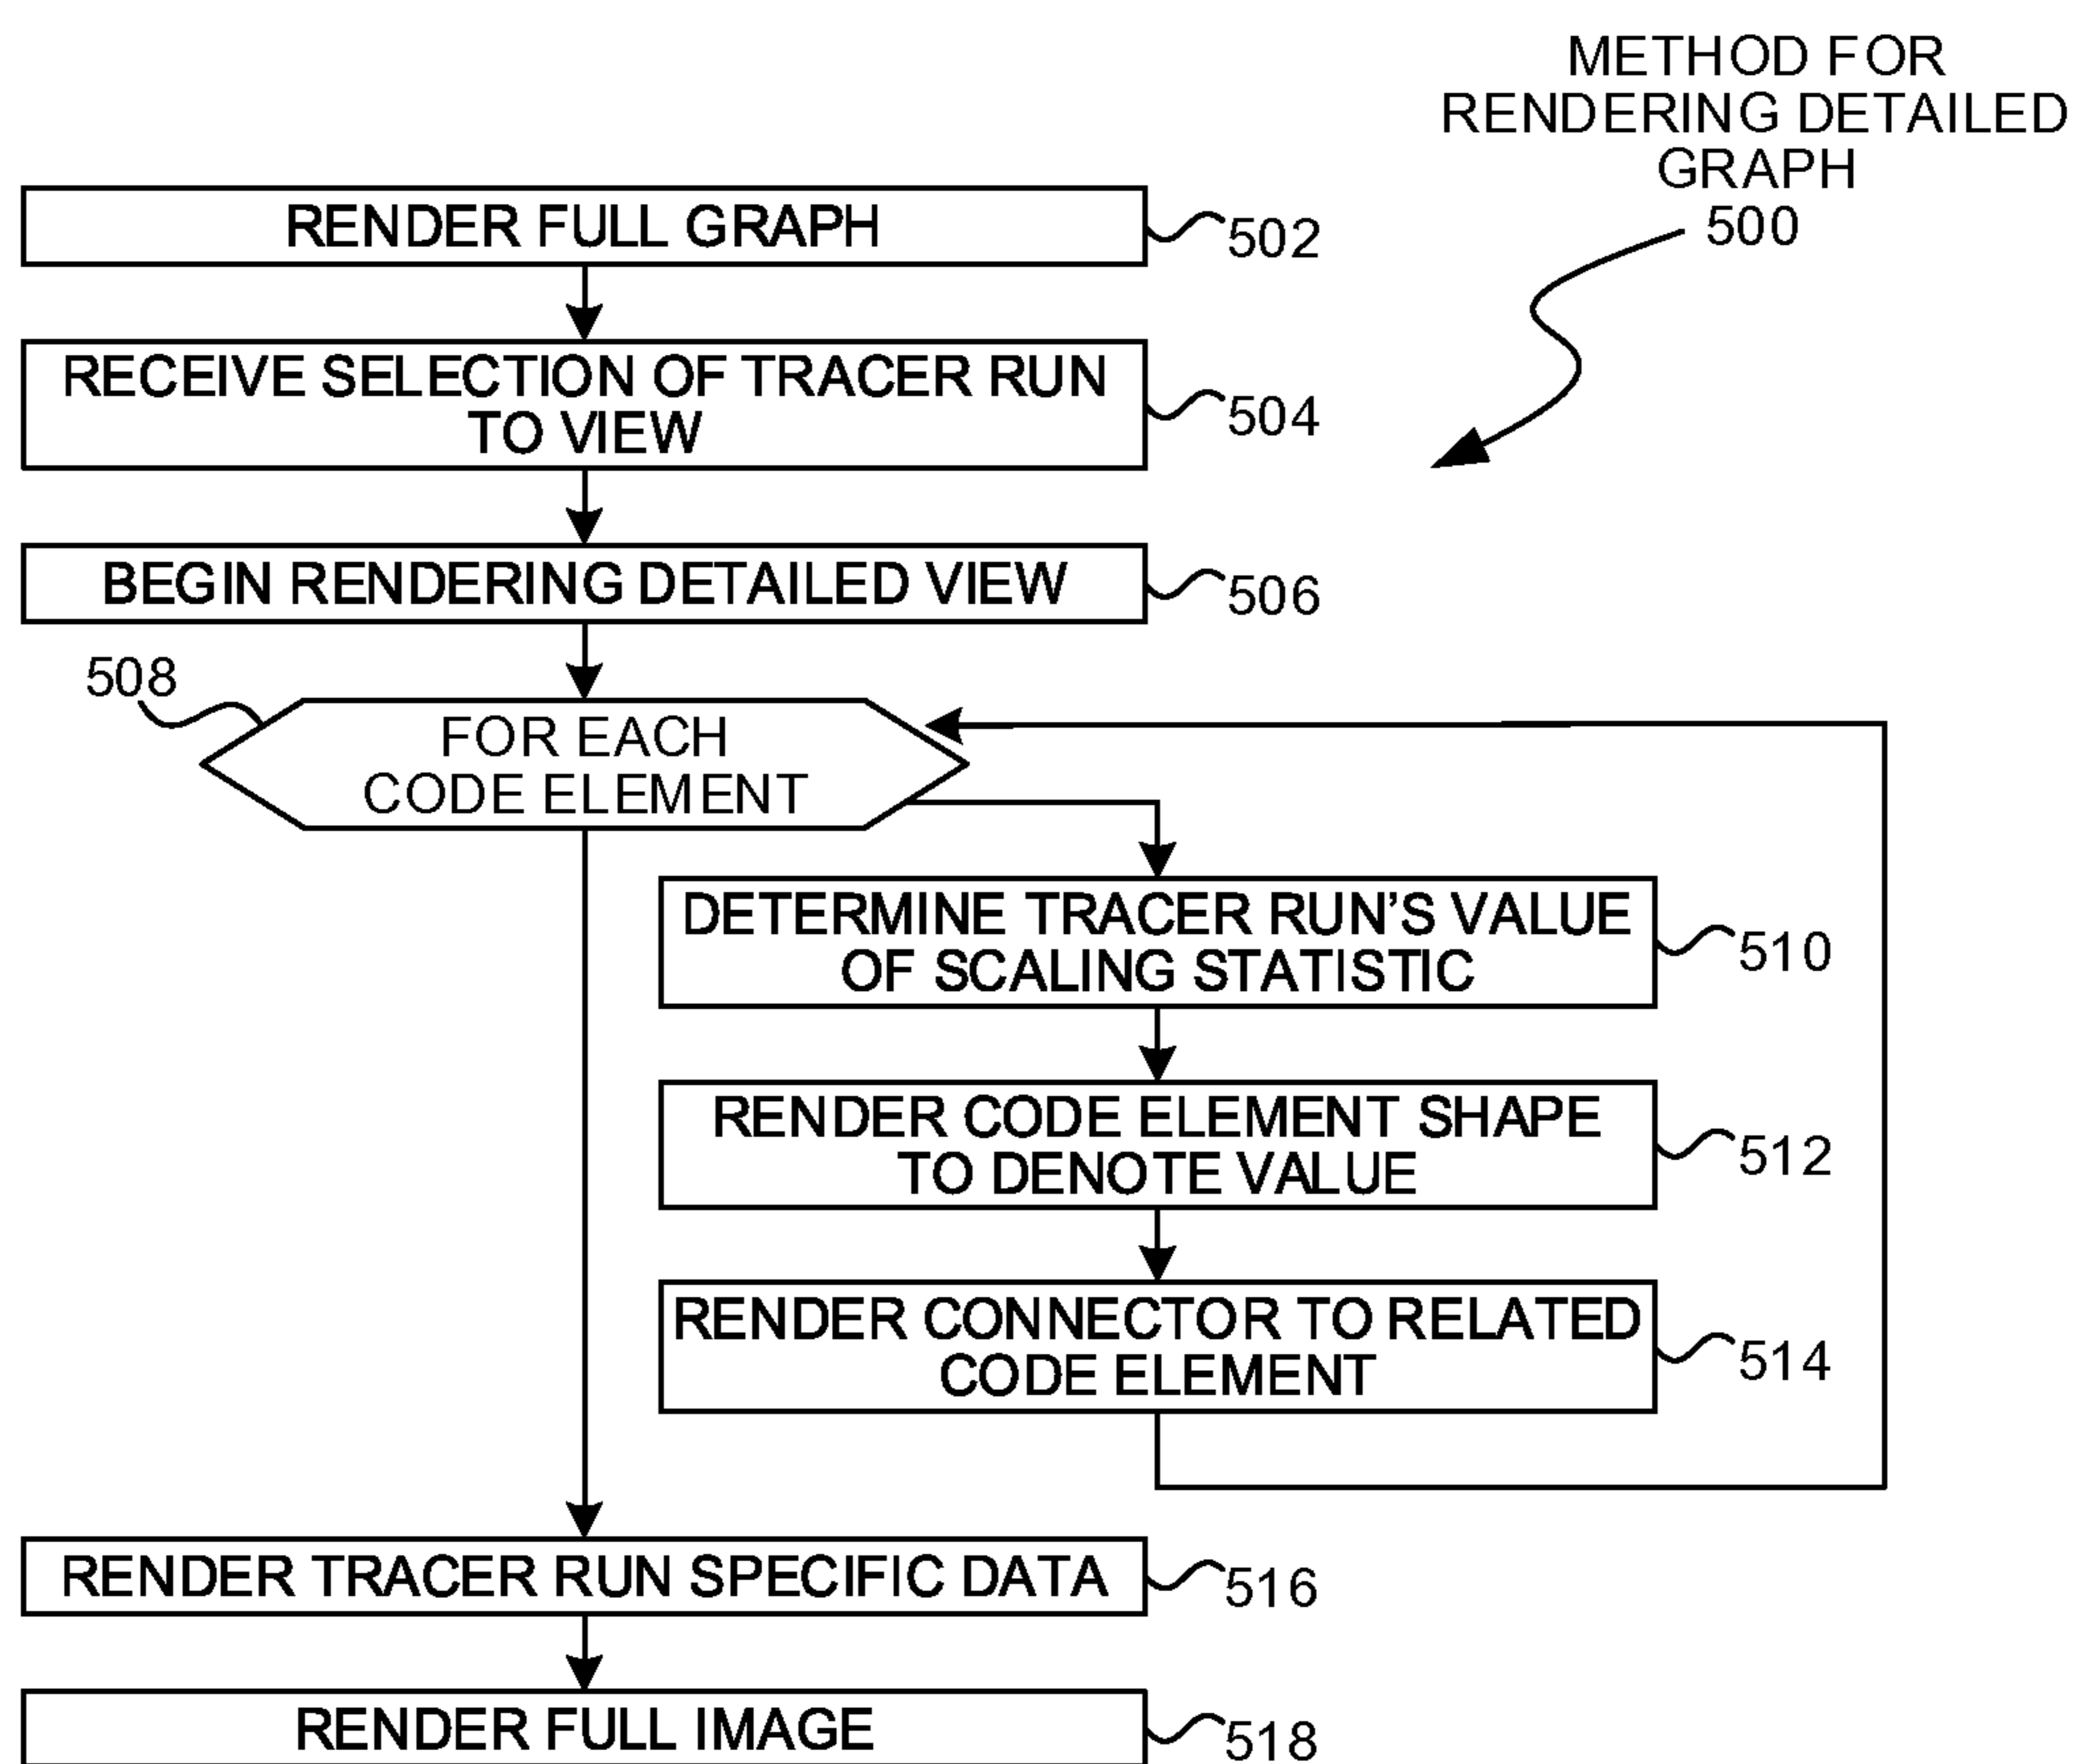 METHOD FOR
RENDERING DETAILED
GRAPH
500
RENDER FULL GRAPH
502
RECEIVE SELECTION OF TRACER RUN
TO VIEW
504
BEGIN RENDERING DETAILED VIEW
506
508
FOR EACH
CODE ELEMENT
DETERMINE TRACER RUN’S VALUE
OF SCALING STATISTIC
510
RENDER CODE ELEMENT SHAPE
TO DENOTE VALUE
512
RENDER CONNECTOR TO RELATED
CODE ELEMENT
514
RENDER TRACER RUN SPECIFIC DATA
516
RENDER FULL IMAGE
518